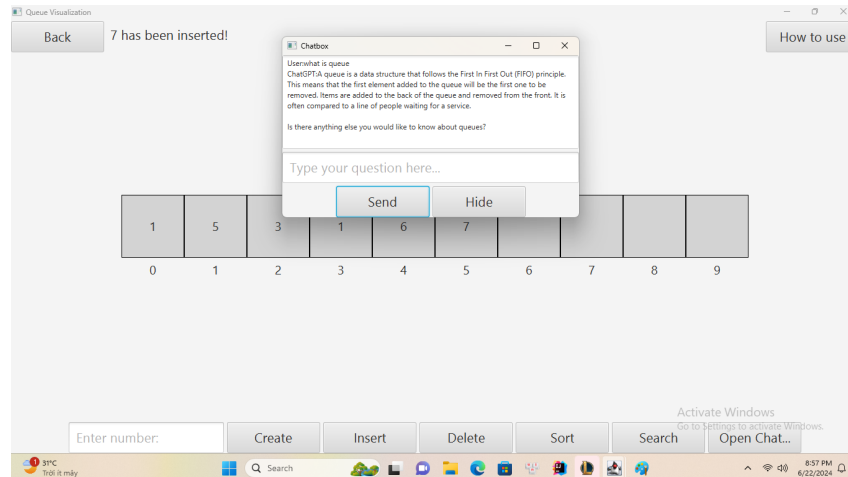 Queue Visualization
Back
7 has been inserted!
How to use
Chatbox
User:what is queue
ChatGPT:A queue is a data structure that follows the First In First Out (FIFO) principle.
This means that the first element added to the queue will be the first one to be
removed. Items are added to the back of the queue and removed from the front. It is
often compared to a line of people waiting for a service.
Is there anything else you would like to know about queues?
Type your question here...
Send Hide
1 5 3 1 6 7
0 1 2 3 4 5 6 7 8 9
Activate Windows
Go to Settings to activate Windows.
Enter number: Create Insert Delete Sort Search Open Chat...
1 31°C
Trời ít mây
Search
8:57 PM
6/22/2024